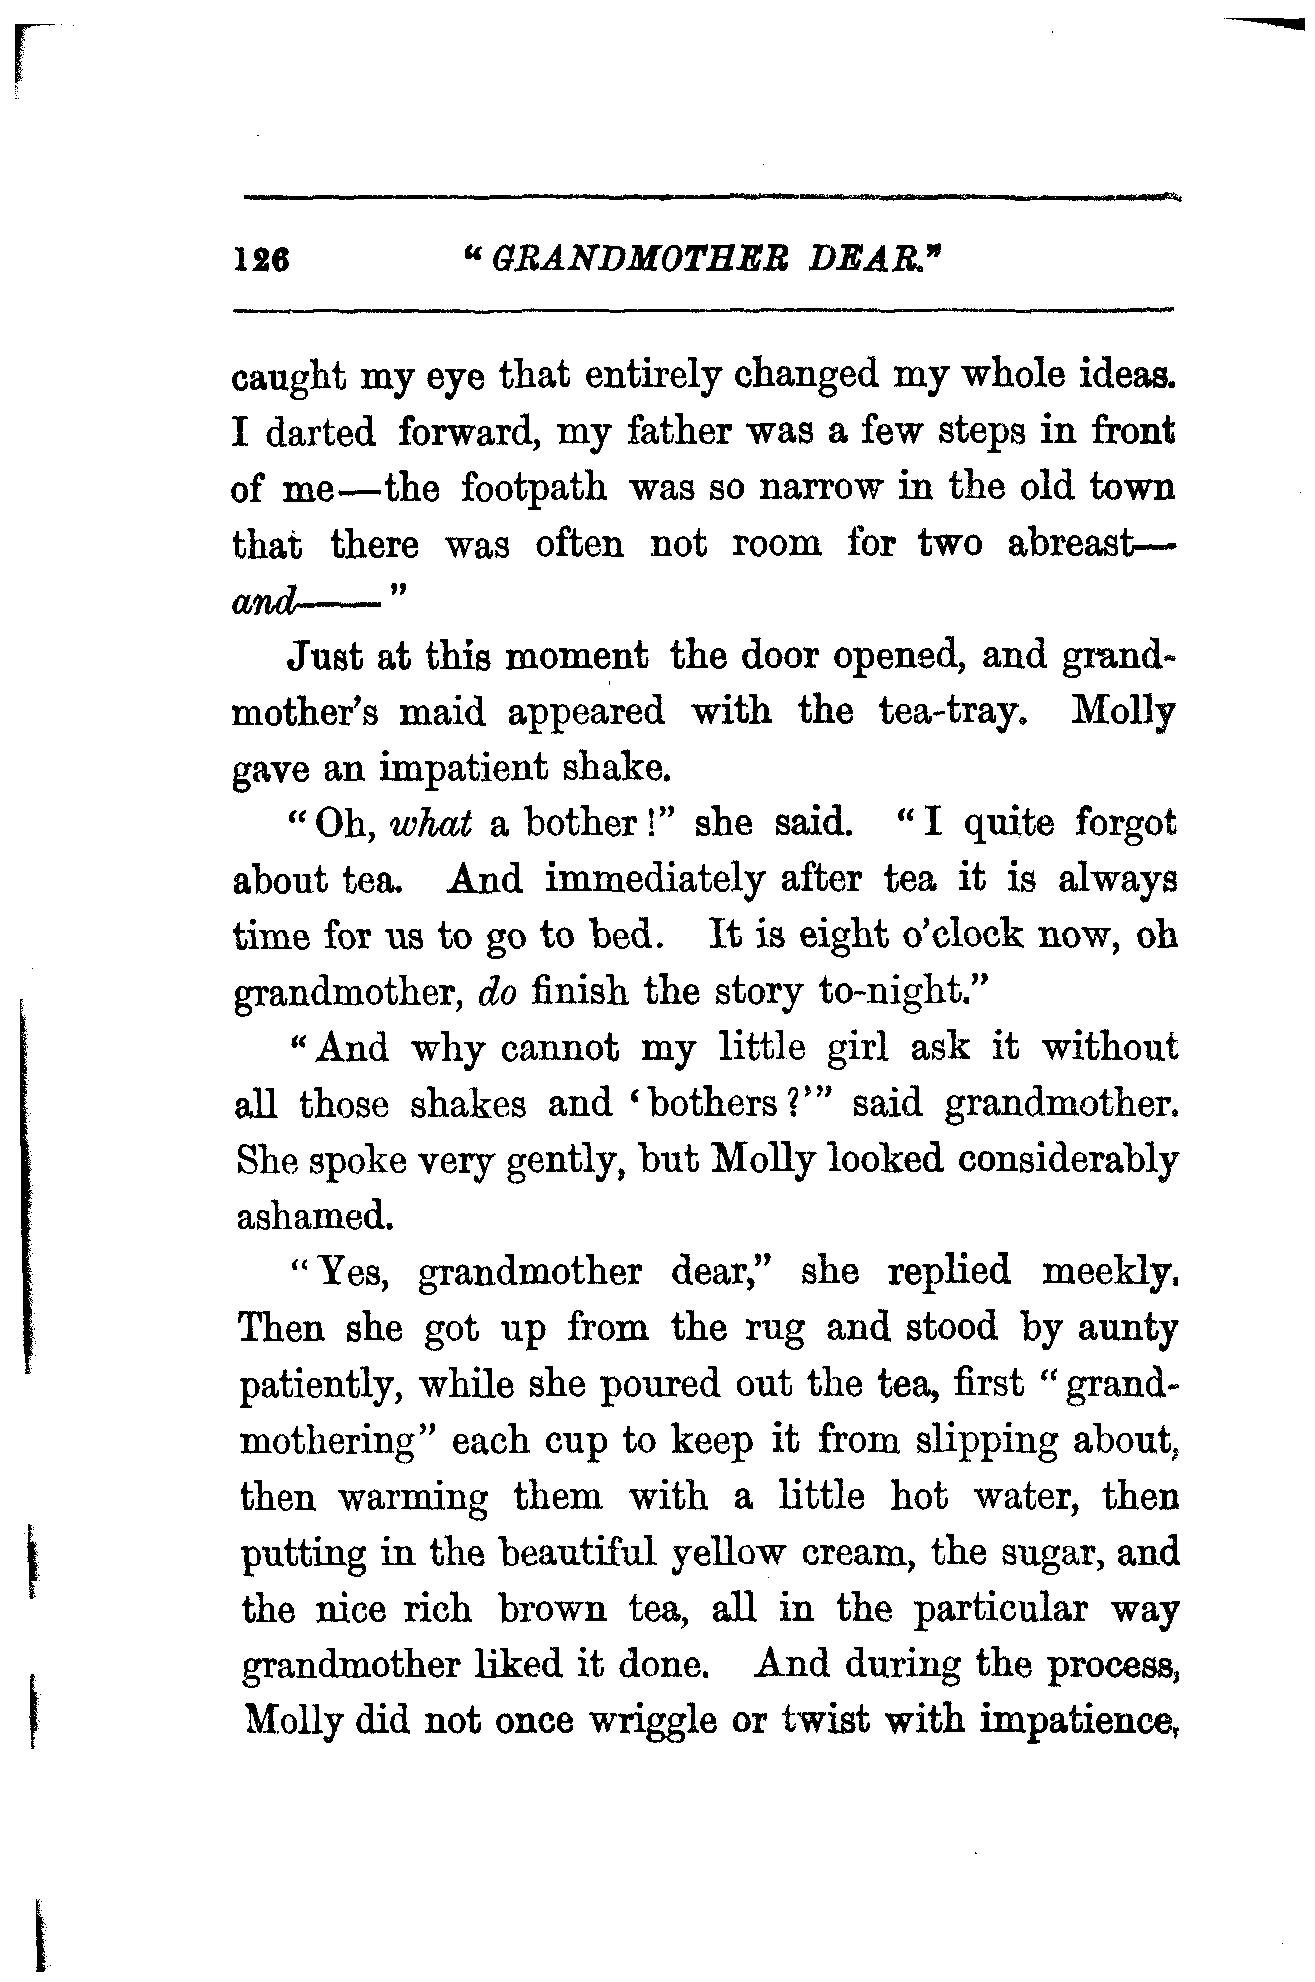 126 “GRANDMOTHER DEAR.”
caught my eye that entirely changed my whole ideas.
I darted forward, my father was a few steps in front
of me—the footpath was so narrow in the old town
that there was often not room for two abreast—
and——”
Just at this moment the door opened, and grand-
mother’s maid appeared with the tea-tray. Molly
gave an impatient shake.
“Oh, what a bother!” she said. “I quite forgot
about tea. And immediately after tea it is always
time for us to go to bed. It is eight o’clock now, oh
grandmother, do finish the story to-night.”
“And why cannot my little girl ask it without
all those shakes and ‘bothers?’” said grandmother.
She spoke very gently, but Molly looked considerably
ashamed.
“Yes, grandmother dear,” she replied meekly.
Then she got up from the rug and stood by aunty
patiently, while she poured out the tea, first “grand-
mothering” each cup to keep it from slipping about,
then warming them with a little hot water, then
putting in the beautiful yellow cream, the sugar, and
the nice rich brown tea, all in the particular way
grandmother liked it done. And during the process,
Molly did not once wriggle or twist with impatience,